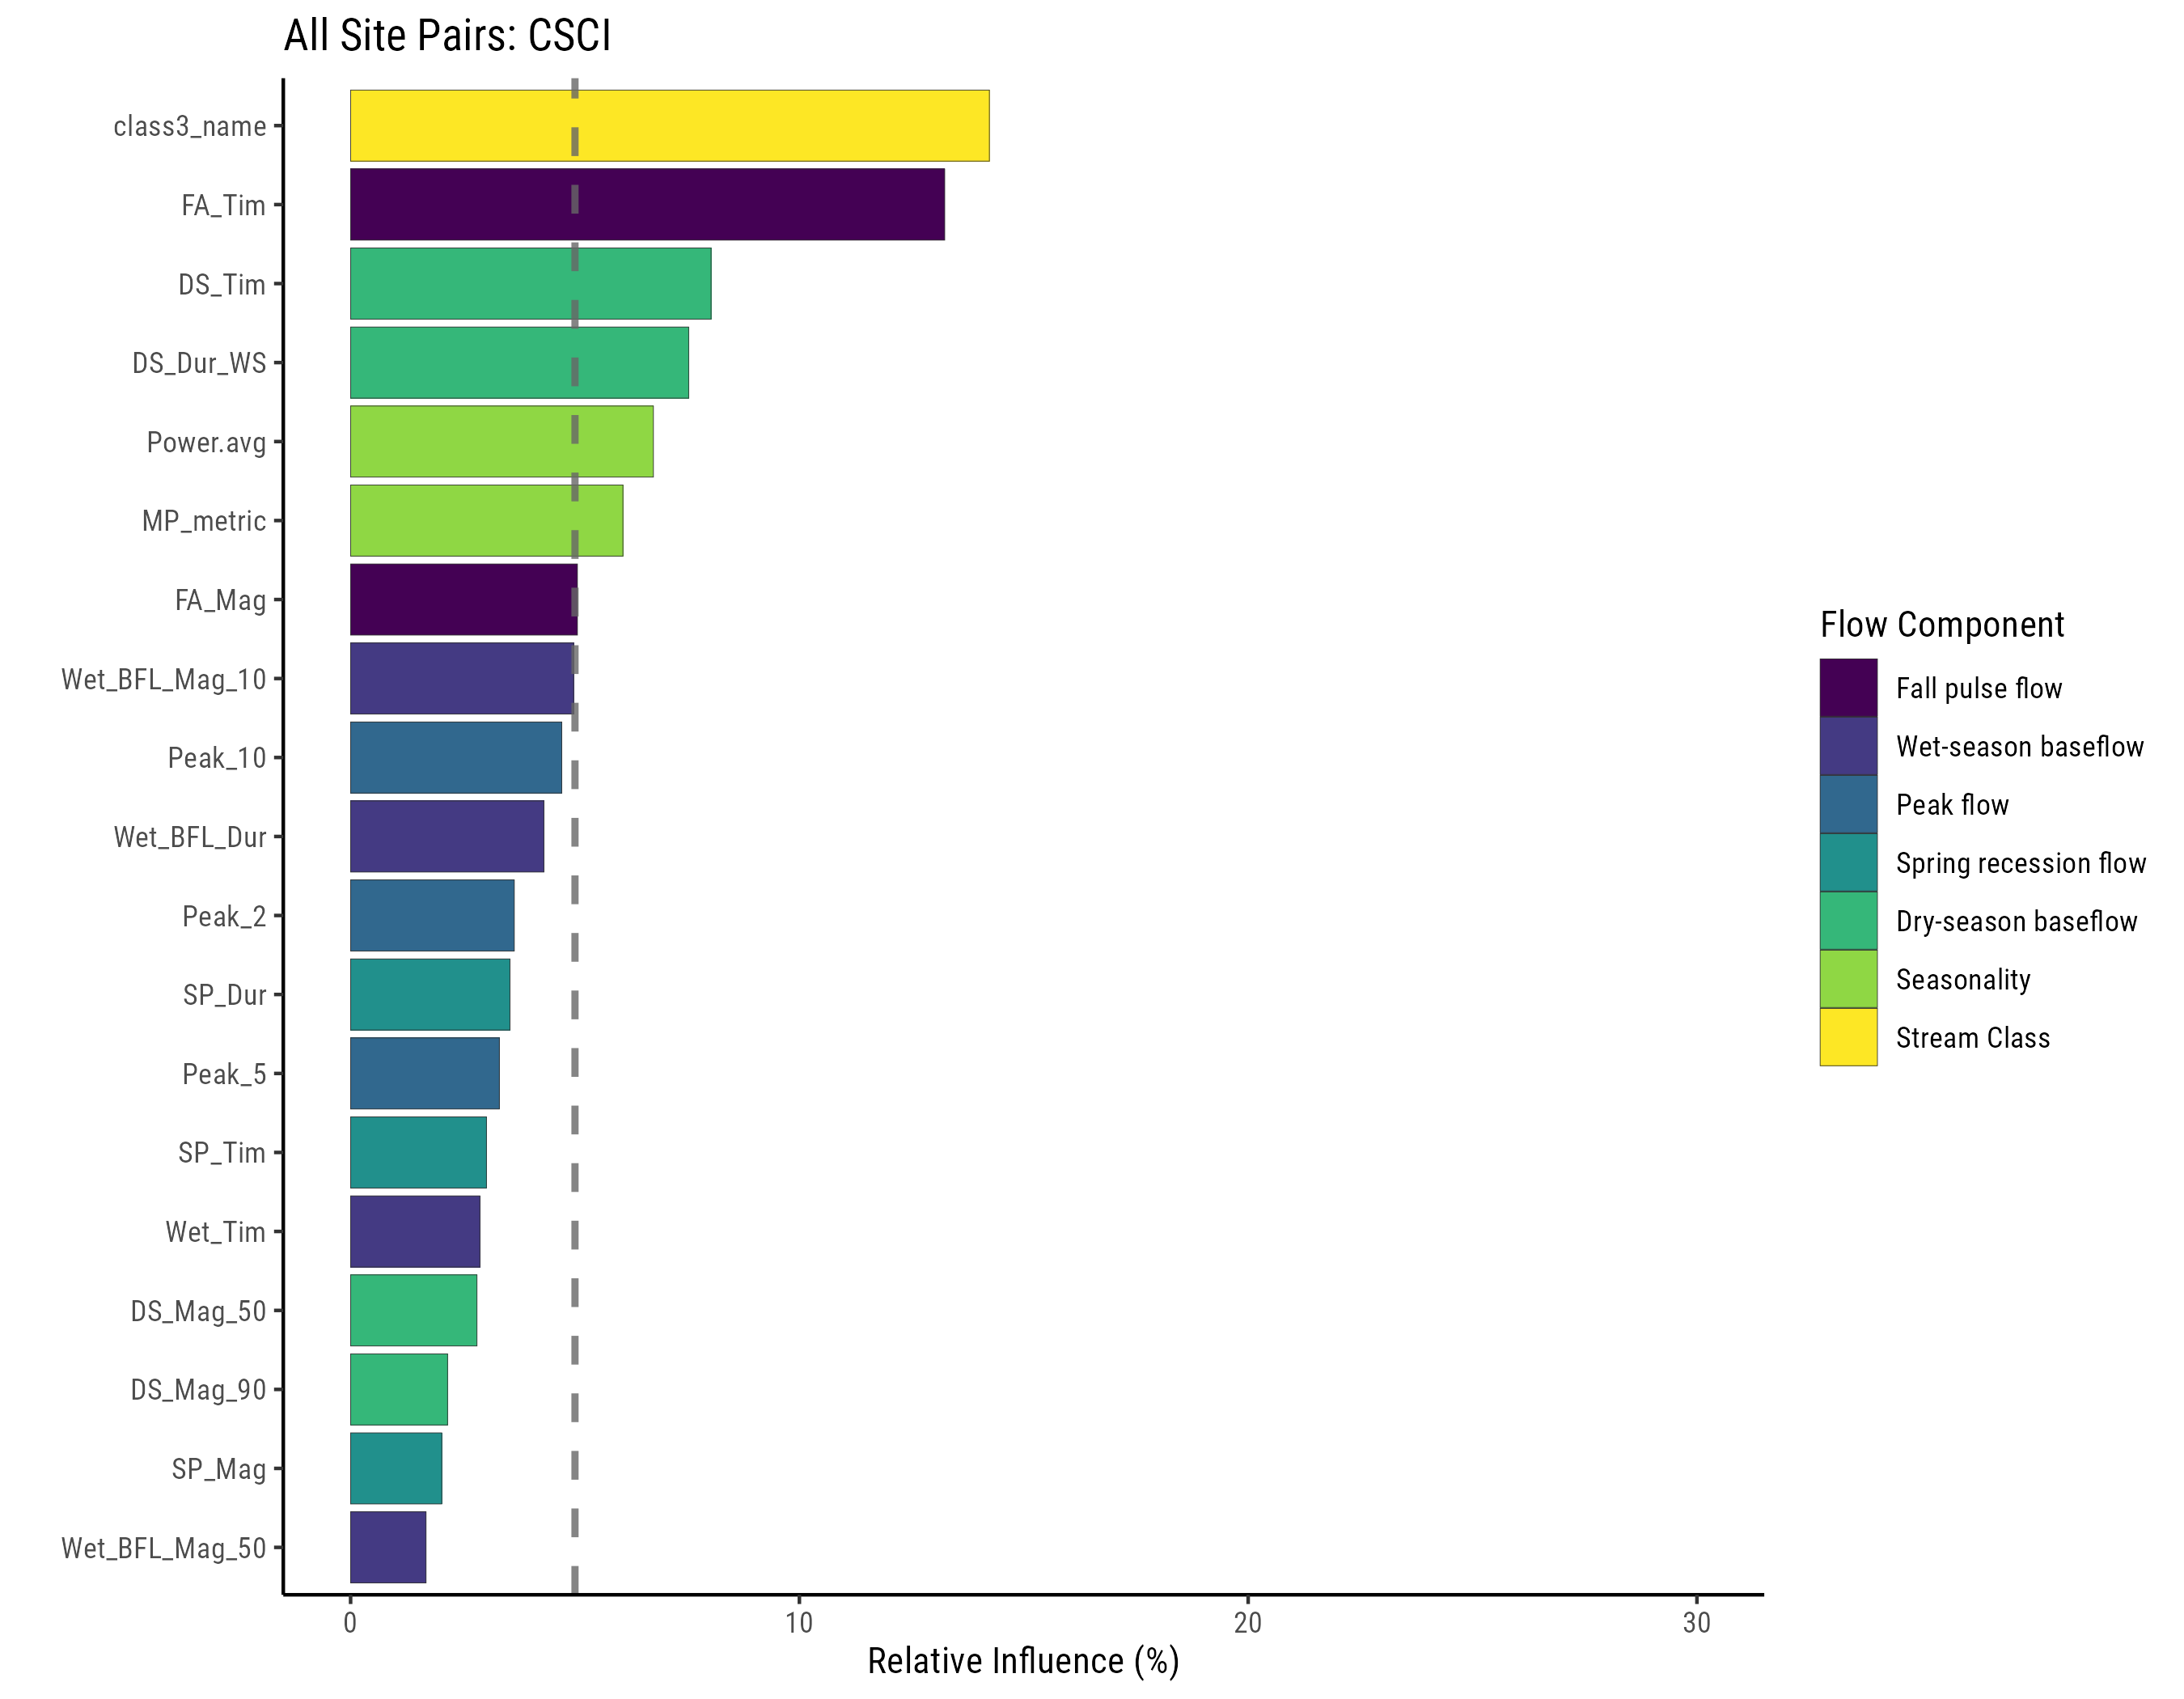 All Site Pairs: CSCI
class3_name
FA_Tim
DS_Tim
DS_Dur_WS
Power.avg
MP_metric
FA_Mag
Wet_BFL_Mag_10
Peak_10
Wet_BFL_Dur
Peak_2
SP_Dur
Peak_5
SP_Tim
Wet_Tim
DS_Mag_50
DS_Mag_90
SP_Mag
Wet_BFL_Mag_50
0 10 20 30
Relative Influence (%)
Flow Component
Fall pulse flow
Wet-season baseflow
Peak flow
Spring recession flow
Dry-season baseflow
Seasonality
Stream Class